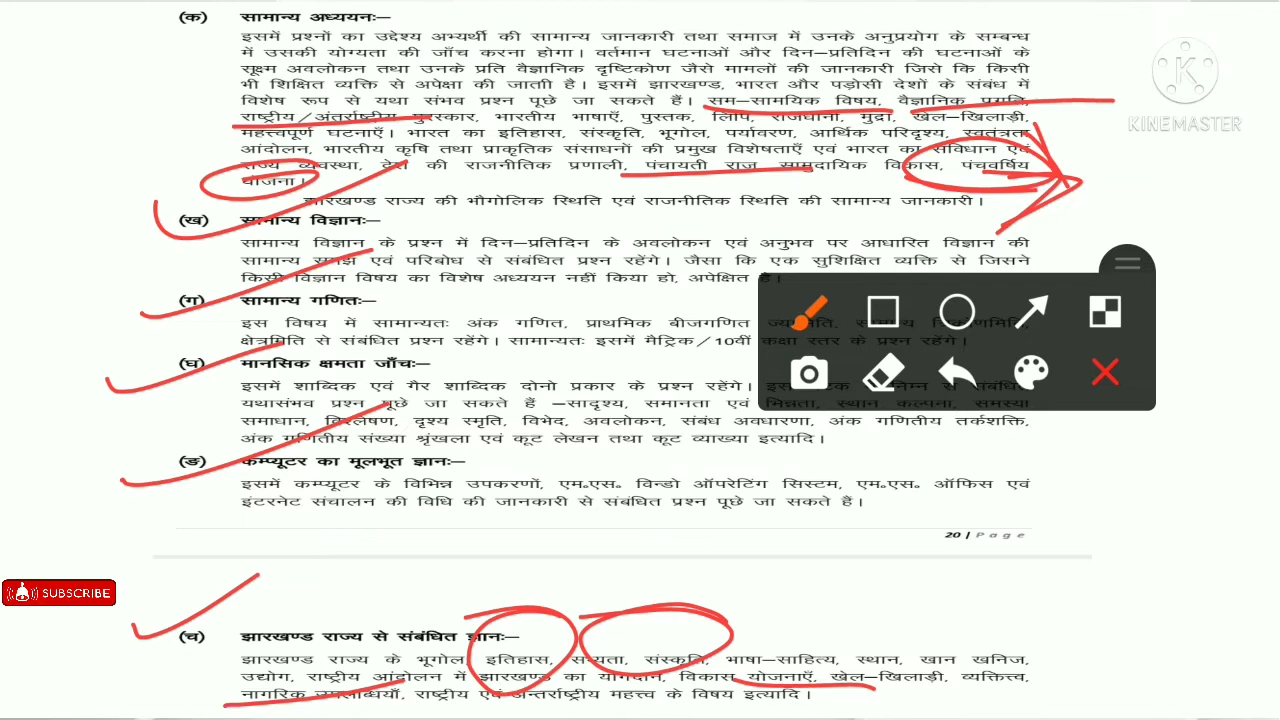 (क) सामान्य अध्ययनः—
इसमें प्रश्नों का उद्देश्य अभ्यर्थी की सामान्य जानकारी तथा समाज में उनके अनुप्रयोग के सम्बन्ध
में उसकी योग्यता की जाँच करना होगा। वर्तमान घटनाओं और दिन—प्रतिदिन की घटनाओं के
सूक्ष्म अवलोकन तथा उनके प्रति वैज्ञानिक दृष्टिकोण जैसे मामलों की जानकारी जिसे कि किसी
भी शिक्षित व्यक्ति से अपेक्षा की जाताी है। इसमें झारखण्ड, भारत और पड़ोसी देशों के संबंध में
विशेष रूप से यथा संभव प्रश्न पूछे जा सकते हैं। सम—सामयिक विषय, वैज्ञानिक प्रगति,
राष्ट्रीय/अंतर्राष्ट्रीय पुरस्कार, भारतीय भाषाएँ, पुस्तक, लिपि, राजधानी, मुद्रा, खेल—खिलाड़ी,
महत्त्वपूर्ण घटनाएँ। भारत का इतिहास, संस्कृति, भूगोल, पर्यावरण, आर्थिक परिदृश्य, स्वतंत्रता
आंदोलन, भारतीय कृषि तथा प्राकृतिक संसाधनों की प्रमुख विशेषताएँ एवं भारत का संविधान एवं
राज्य व्यवस्था, देश की राजनीतिक प्रणाली, पंचायती राज, सामुदायिक विकास, पंचवर्षिय
योजना।
झारखण्ड राज्य की भौगोलिक स्थिति एवं राजनीतिक स्थिति की सामान्य जानकारी।
(ख) सामान्य विज्ञानः—
सामान्य विज्ञान के प्रश्न में दिन—प्रतिदिन के अवलोकन एवं अनुभव पर आधारित विज्ञान की
सामान्य समझ एवं परिबोध से संबंधित प्रश्न रहेंगे। जैसा कि एक सुशिक्षित व्यक्ति से जिसने
किसी विज्ञान विषय का विशेष अध्ययन नहीं किया हो, अपेक्षित है।
(ग) सामान्य गणितः—
इस विषय में सामान्यतः अंक गणित, प्राथमिक बीजगणित
क्षेत्रमिति से संबंधित प्रश्न रहेंगे। सामान्यतः इसमें मैट्रिक/10वीं कक्षा स्तर के प्रश्न रहेंगे।
(घ) मानसिक क्षमता जाँचः—
इसमें शाब्दिक एवं गैर शाब्दिक दोनो प्रकार के प्रश्न रहेंगे। निम्न से संबंधित
यथासंभव प्रश्न पूछे जा सकते हैं —सादृश्य, समानता एवं भिन्नता, स्थान कल्पना, समस्या
समाधान, विश्लेषण, दृश्य स्मृति, विभेद, अवलोकन, संबंध अवधारणा, अंक गणितीय तर्कशक्ति,
अंक गणितीय संख्या श्रृंखला एवं कूट लेखन तथा कूट व्याख्या इत्यादि।
(ङ) कम्प्यूटर का मूलभूत ज्ञानः—
इसमें कम्प्यूटर के विभिन्न उपकरणों, एम॰एस॰ विन्डो ऑपरेटिंग सिस्टम, एम॰एस॰ ऑफिस एवं
इंटरनेट संचालन की विधि की जानकारी से संबंधित प्रश्न पूछे जा सकते हैं।
20 | Page
(च) झारखण्ड राज्य से संबंधित ज्ञानः—
झारखण्ड राज्य के भूगोल, इतिहास, सभ्यता, संस्कृति, भाषा—साहित्य, स्थान, खान खनिज,
उद्योग, राष्ट्रीय आंदोलन में झारखण्ड का योगदान, विकास योजनाएँ, खेल—खिलाड़ी, व्यक्तित्त्व,
नागरिक उपलब्धियाँ, राष्ट्रीय एवं अन्तर्राष्ट्रीय महत्त्व के विषय इत्यादि।
K
KINEMASTER
SUBSCRIBE